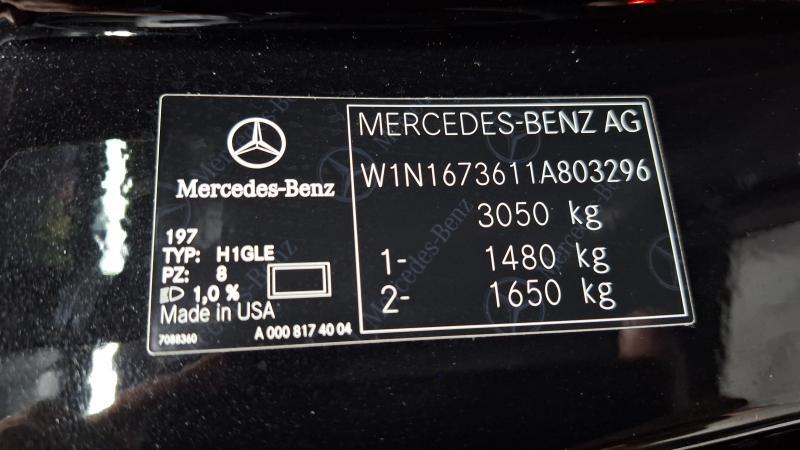 Mercedes-Benz
197
TYP: H1GLE
PZ: 8
1,0 %
Made in USA
7088360
A 000 817 40 04
MERCEDES-BENZ AG
W1N1673611A803296
3050 kg
1- 1480 kg
2- 1650 kg